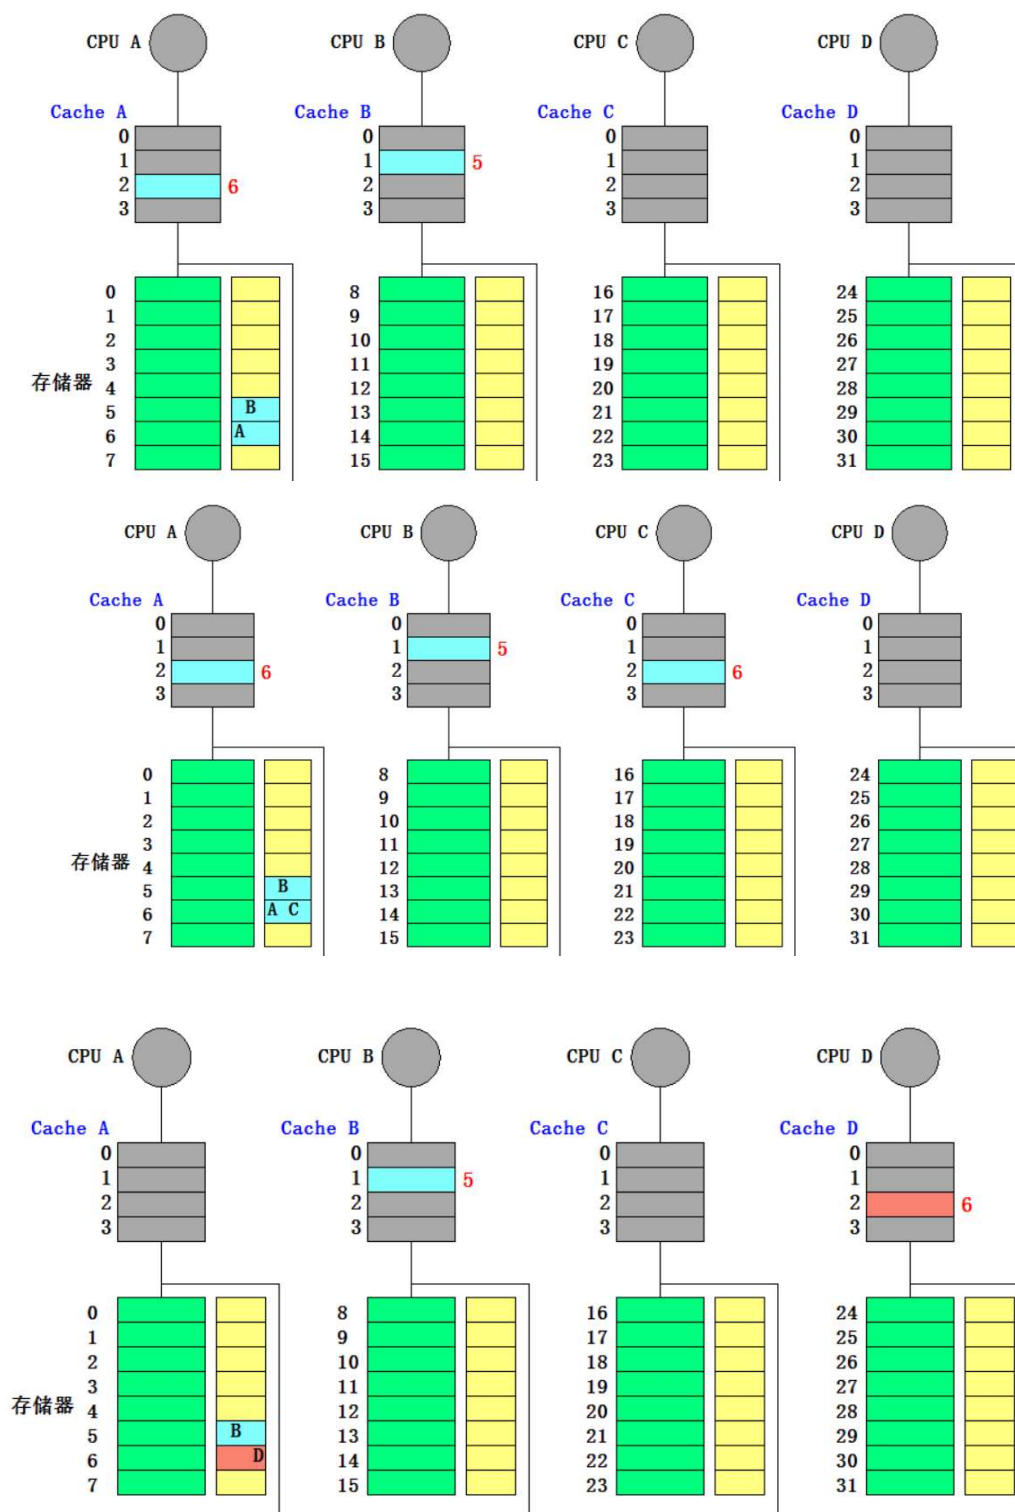 CPU A CPU B CPU C CPU D
Cache A Cache B Cache C Cache D
0 0 0 0
1 1 5 1 1
2 6 2 2 2
3 3 3 3
0 8 16 24
1 9 17 25
2 10 18 26
3 11 19 27
存储器 4 12 20 28
5 B 13 21 29
6 A 14 22 30
7 15 23 31
CPU A CPU B CPU C CPU D
Cache A Cache B Cache C Cache D
0 0 0 0
1 1 5 1 1
2 6 2 2 6 2
3 3 3 3
0 8 16 24
1 9 17 25
2 10 18 26
3 11 19 27
存储器 4 12 20 28
5 B 13 21 29
6 A C 14 22 30
7 15 23 31
CPU A CPU B CPU C CPU D
Cache A Cache B Cache C Cache D
0 0 0 0
1 1 5 1 1
2 2 2 2 6
3 3 3 3
0 8 16 24
1 9 17 25
2 10 18 26
3 11 19 27
存储器 4 12 20 28
5 B 13 21 29
6 D 14 22 30
7 15 23 31